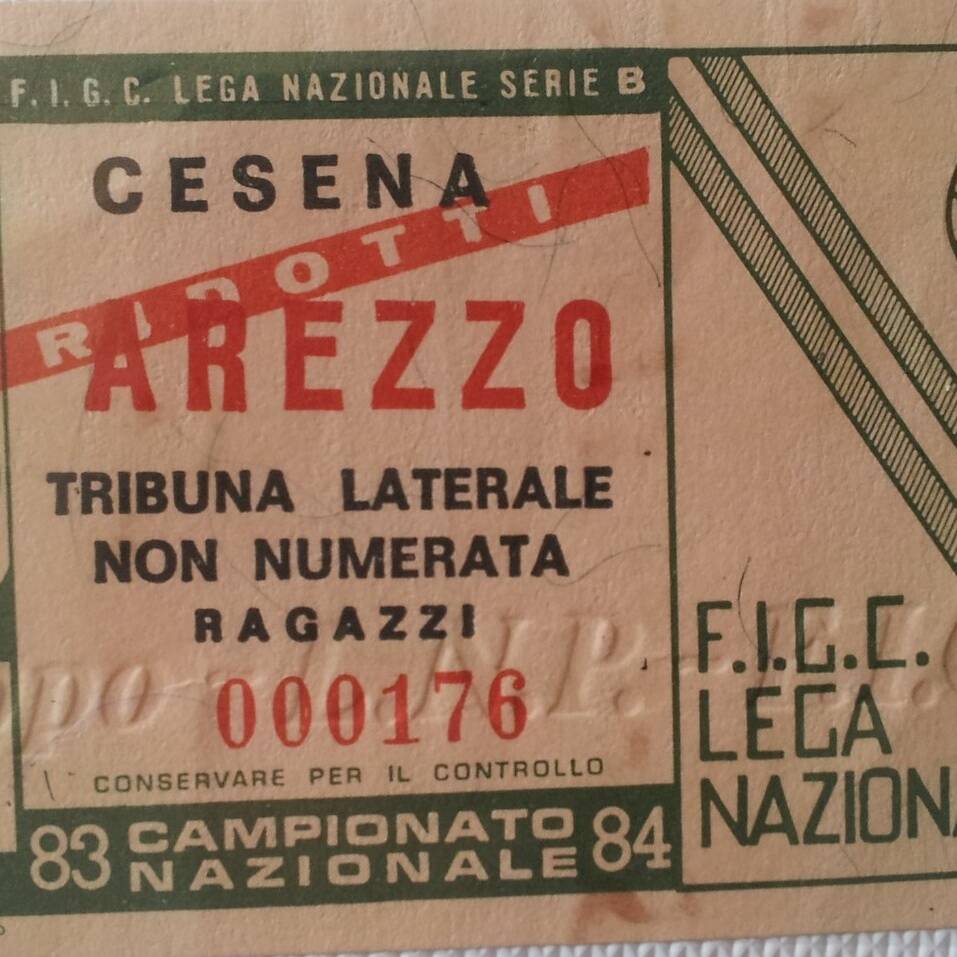 F.I.G.C. LEGA NAZIONALE SERIE B
CESENA
RIDOTTI
AREZZO
TRIBUNA LATERALE
NON NUMERATA
RAGAZZI
000176
CONSERVARE PER IL CONTROLLO
83 CAMPIONATO NAZIONALE 84
F.I.G.C.
LEGA